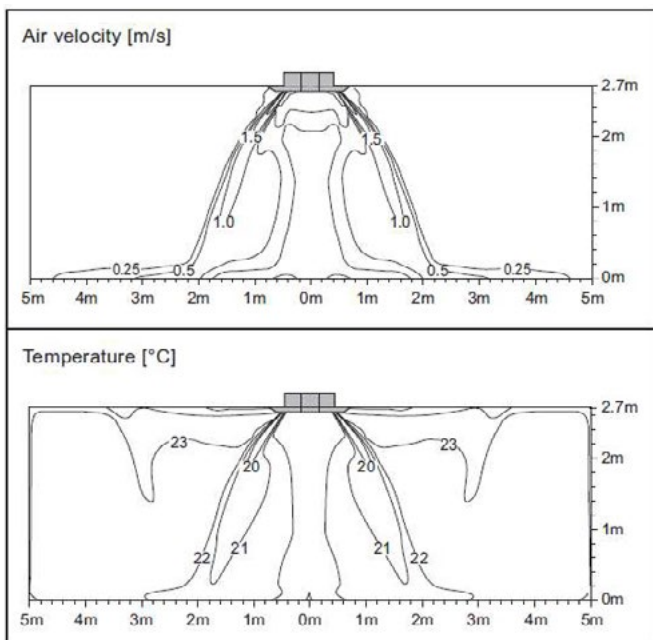 Air velocity [m/s]
2.7m
2m
1.5 1.5
1m
1.0 1.0
0.25 0.5 0.5 0.25
0m
5m 4m 3m 2m 1m 0m 1m 2m 3m 4m 5m
Temperature [°C]
2.7m
23 23
2m
20 20
1m
22 21 21 22
0m
5m 4m 3m 2m 1m 0m 1m 2m 3m 4m 5m